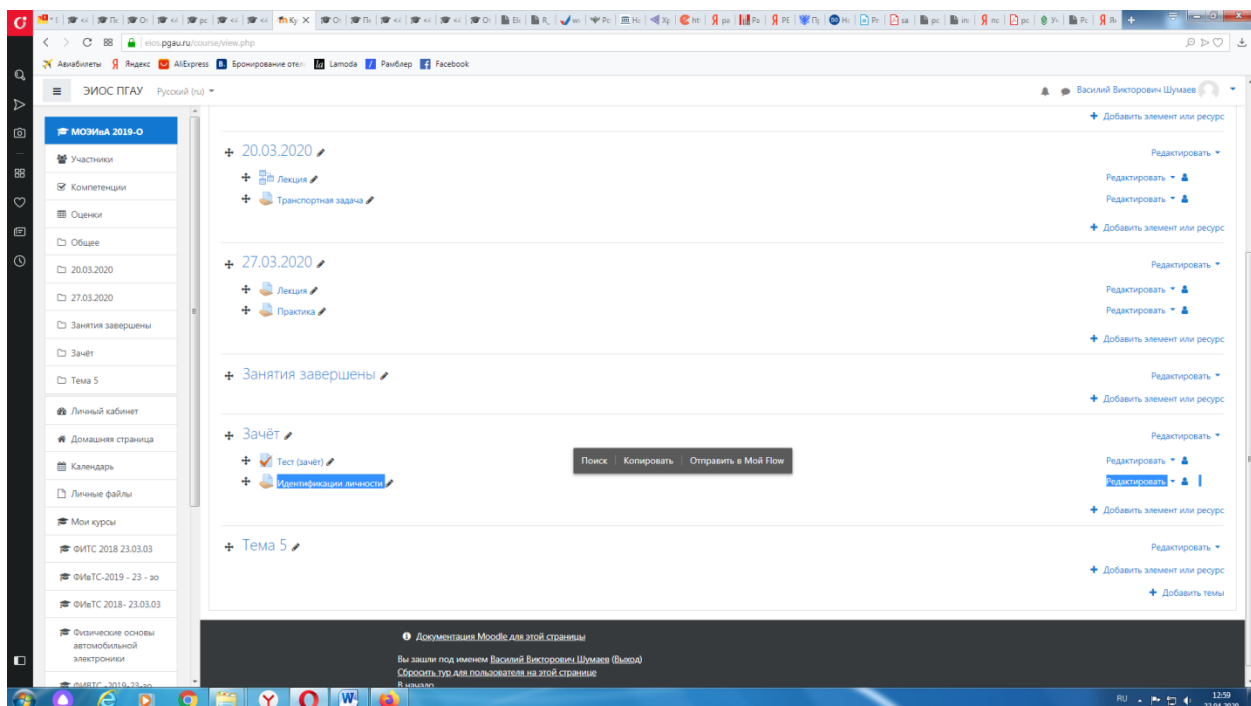 eios.pgau.ru/course/view.php
Авиабилеты Яндекс AliExpress Бронирование отел Lamoda Рамблер Facebook
ЭИОС ПГАУ Русский (ru)
Василий Викторович Шумаев
МОЭИвА 2019-О
Участники
Компетенции
Оценки
Общее
20.03.2020
27.03.2020
Занятия завершены
Зачёт
Тема 5
Личный кабинет
Домашняя страница
Календарь
Личные файлы
Мои курсы
ФИТС 2018 23.03.03
ФИвТС-2019 - 23 - зо
ФИвТС 2018- 23.03.03
Физические основы
автомобильной
электроники
Добавить элемент или ресурс
20.03.2020 Редактировать
Лекция Редактировать
Транспортная задача Редактировать
Добавить элемент или ресурс
27.03.2020 Редактировать
Лекция Редактировать
Практика Редактировать
Добавить элемент или ресурс
Занятия завершены Редактировать
Добавить элемент или ресурс
Зачёт Редактировать
Поиск Копировать Отправить в Мой Flow
Тест (зачёт) Редактировать
Идентификации личности Редактировать
Добавить элемент или ресурс
Тема 5 Редактировать
Добавить элемент или ресурс
Добавить темы
Документация Moodle для этой страницы
Вы зашли под именем Василий Викторович Шумаев (Выход)
Сбросить тур для пользователя на этой странице
В начало
RU 12:59